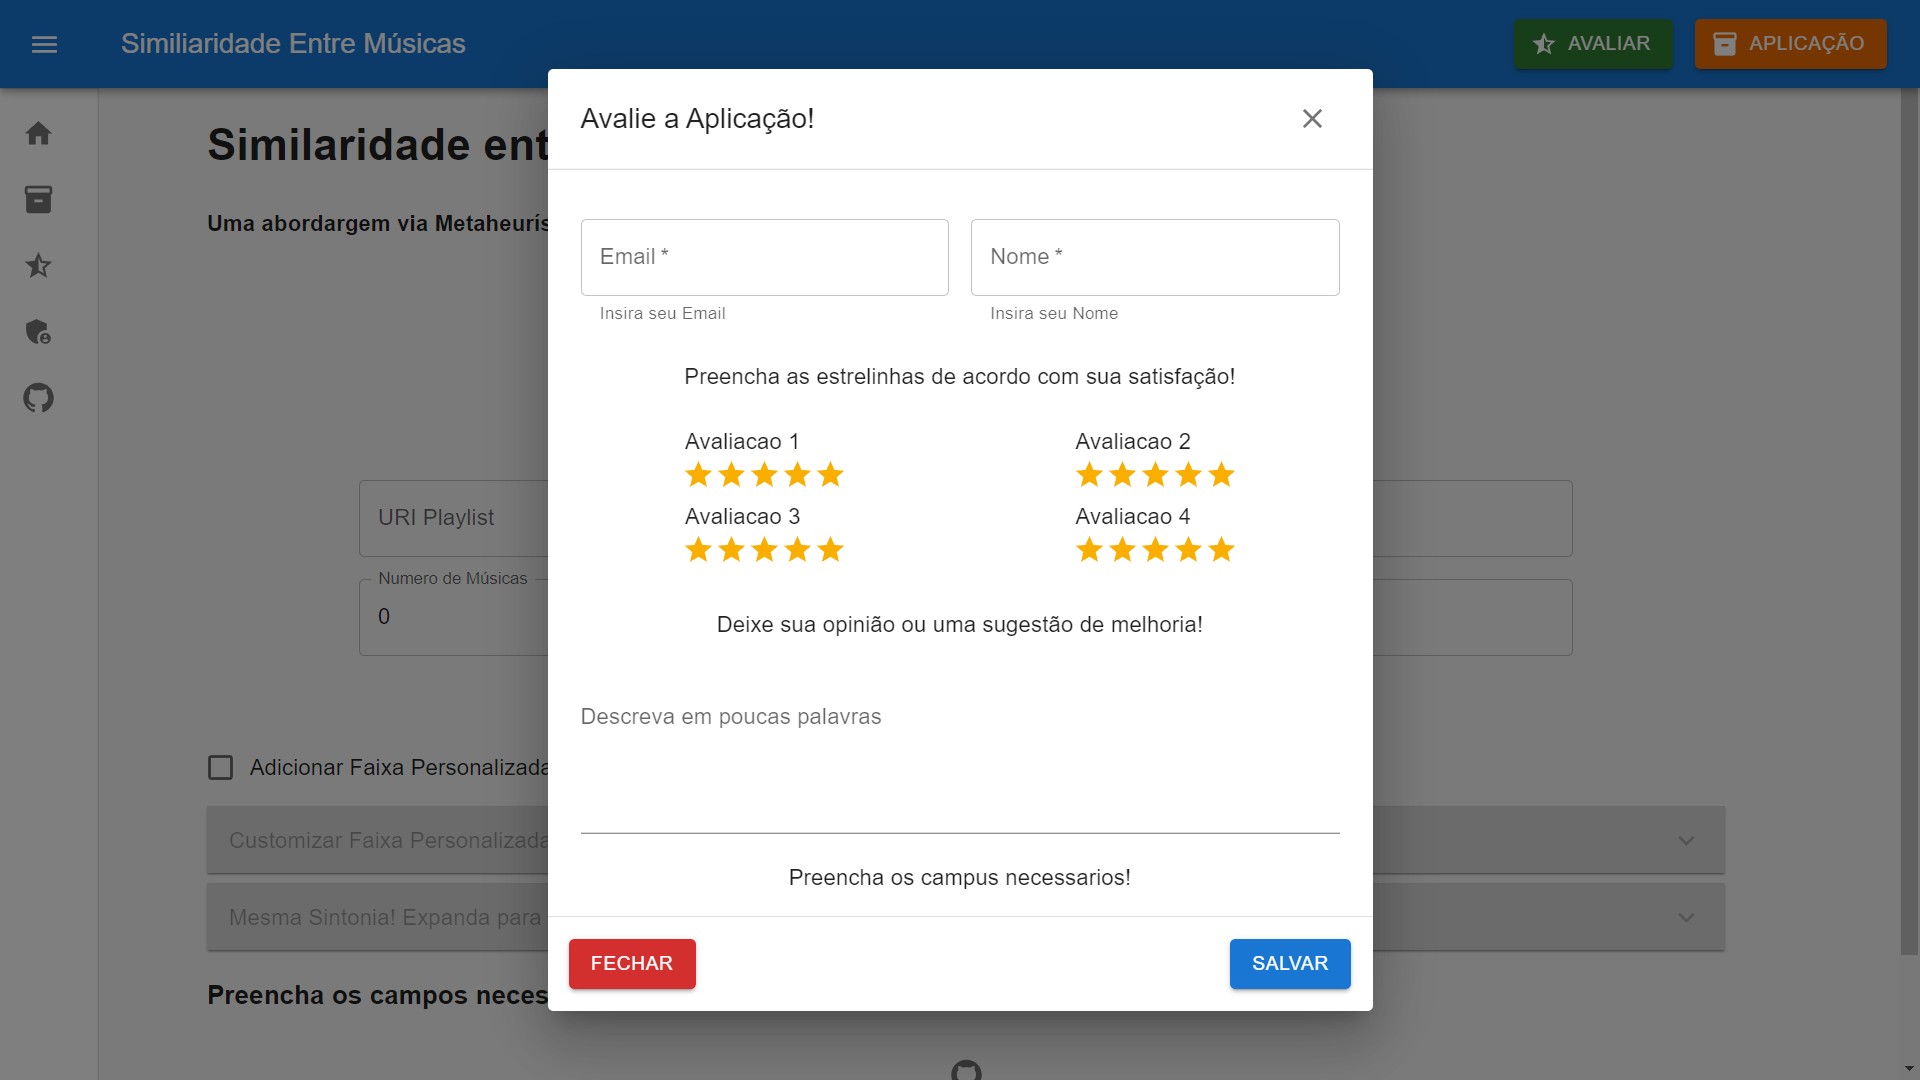 Similiaridade Entre Músicas
AVALIAR
APLICAÇÃO
Similaridade ent
Uma abordargem via Metaheurís
URI Playlist
Numero de Músicas
0
Adicionar Faixa Personalizada
Customizar Faixa Personalizada
Mesma Sintonia! Expanda para
Preencha os campos neces
Avalie a Aplicação!
Email *
Nome *
Insira seu Email
Insira seu Nome
Preencha as estrelinhas de acordo com sua satisfação!
Avaliacao 1
Avaliacao 2
Avaliacao 3
Avaliacao 4
Deixe sua opinião ou uma sugestão de melhoria!
Descreva em poucas palavras
Preencha os campus necessarios!
FECHAR
SALVAR